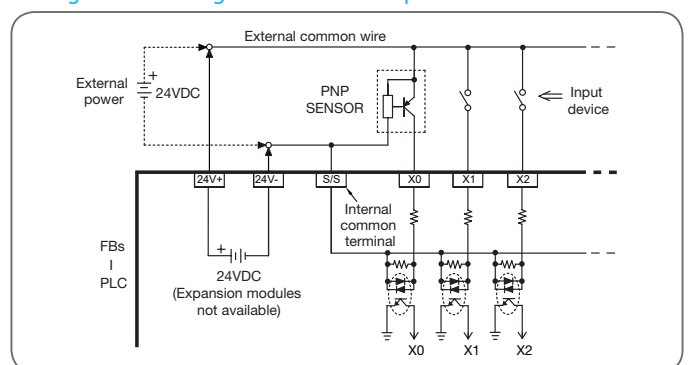 External common wire
External
power
+
24VDC
PNP
SENSOR
Input
device
24V+
24V-
S/S
X0
X1
X2
Internal
common
terminal
FBs
I
PLC
+
24VDC
(Expansion modules
not available)
X0
X1
X2